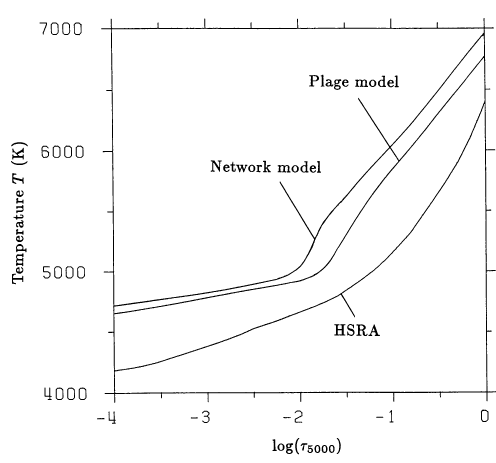 7000
Plage model
6000
Network model
Temperature T (K)
5000
HSRA
4000
-4 -3 -2 -1 0
log(τ5000)